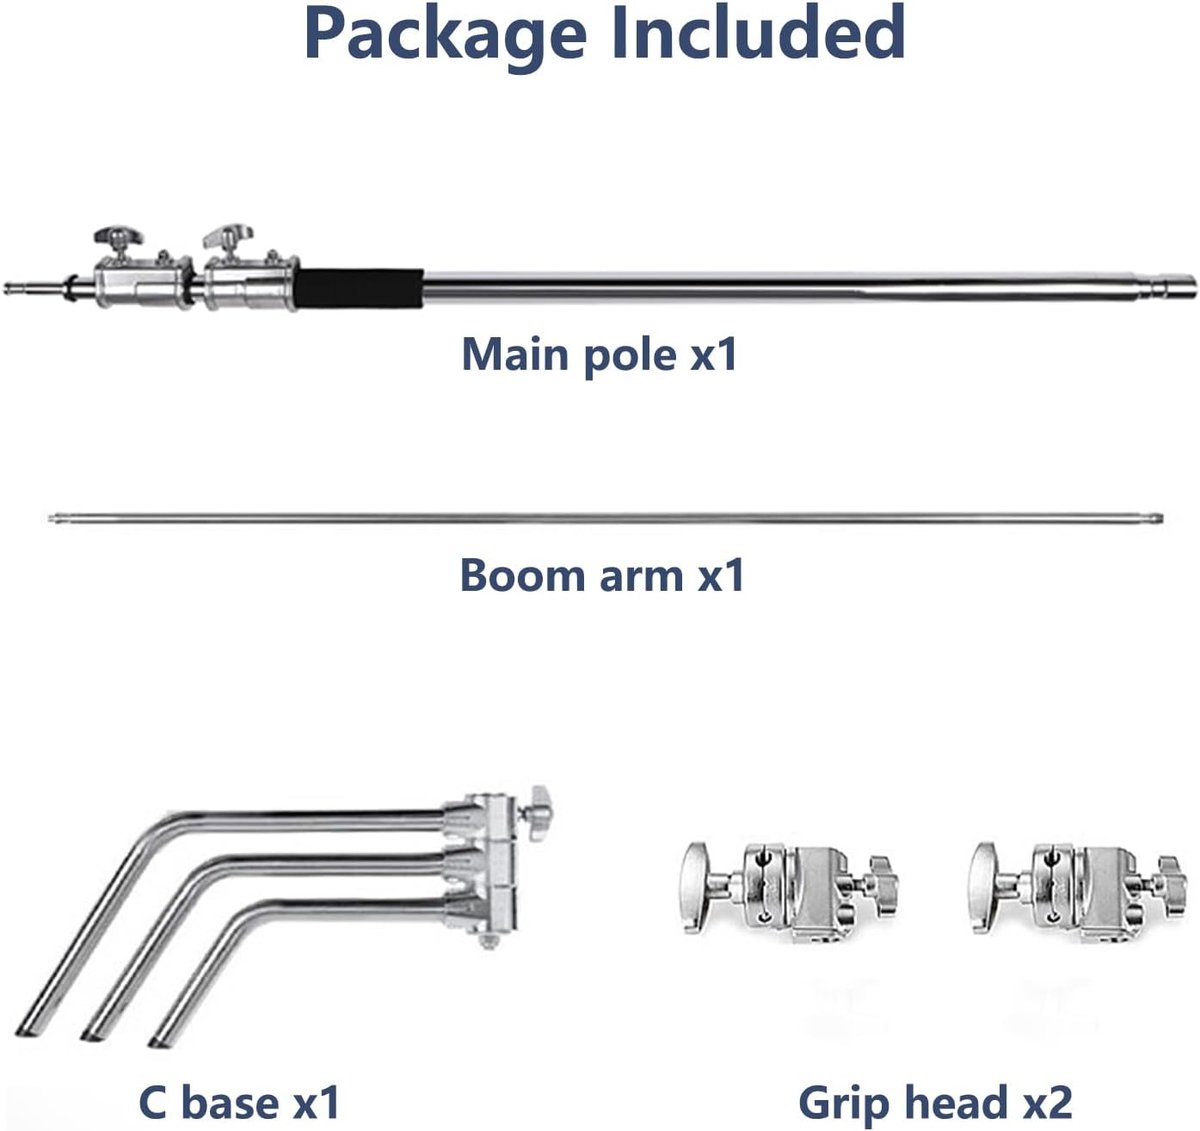 Package Included
Main pole x1
Boom arm x1
C base x1
Grip head x2